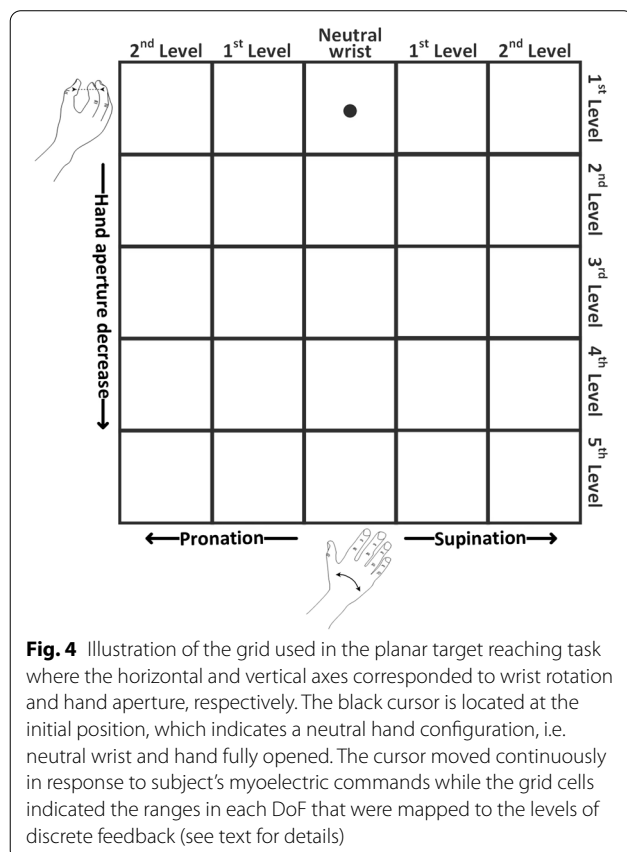 2nd Level 1st Level Neutral wrist 1st Level 2nd Level
1st Level
2nd Level
3rd Level
4th Level
5th Level
Hand aperture decrease
Pronation
Supination
Fig. 4 Illustration of the grid used in the planar target reaching task
where the horizontal and vertical axes corresponded to wrist rotation
and hand aperture, respectively. The black cursor is located at the
initial position, which indicates a neutral hand configuration, i.e.
neutral wrist and hand fully opened. The cursor moved continuously
in response to subject's myoelectric commands while the grid cells
indicated the ranges in each DoF that were mapped to the levels of
discrete feedback (see text for details)